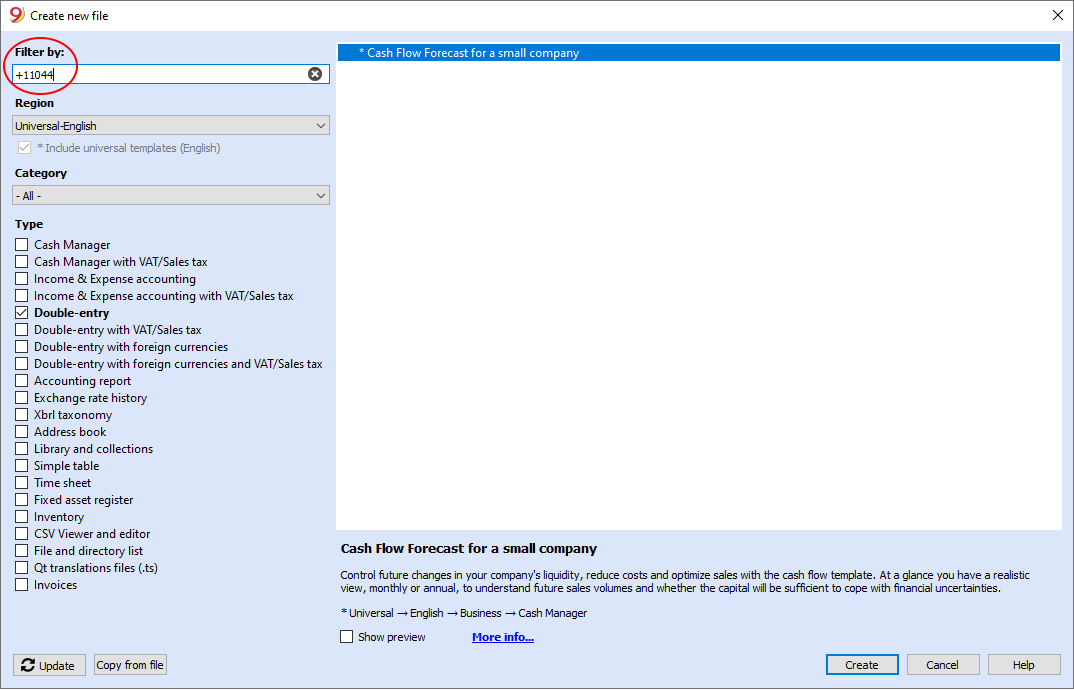 Create new file
Filter by:
+11044
Region
Universal-English
* Include universal templates (English)
Category
- All -
Type
Cash Manager
Cash Manager with VAT/Sales tax
Income & Expense accounting
Income & Expense accounting with VAT/Sales tax
Double-entry
Double-entry with VAT/Sales tax
Double-entry with foreign currencies
Double-entry with foreign currencies and VAT/Sales tax
Accounting report
Exchange rate history
Xbrl taxonomy
Address book
Library and collections
Simple table
Time sheet
Fixed asset register
Inventory
CSV Viewer and editor
File and directory list
Qt translations files (.ts)
Invoices
Update
Copy from file
* Cash Flow Forecast for a small company
Cash Flow Forecast for a small company
Control future changes in your company's liquidity, reduce costs and optimize sales with the cash flow template. At a glance you have a realistic
view, monthly or annual, to understand future sales volumes and whether the capital will be sufficient to cope with financial uncertainties.
* Universal → English → Business → Cash Manager
Show preview
More info...
Create
Cancel
Help